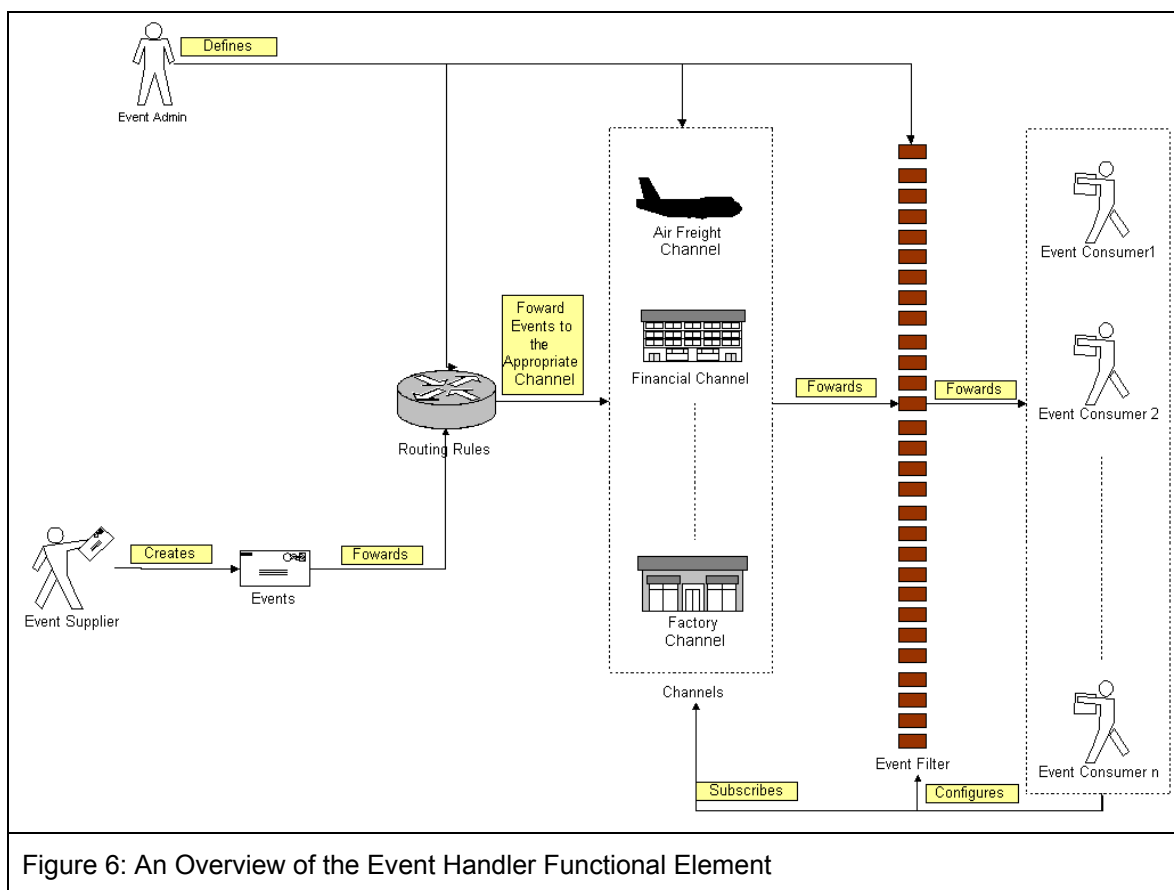 Defines
Event Admin
Air Freight
Channel
Event Consumer1
Foward
Events to
the
Appropriate
Channel
Financial Channel
Fowards
Fowards
Event Consumer 2
Routing Rules
Creates
Fowards
Events
Event Supplier
Factory
Channel
Channels
Event Filter
Event Consumer n
Subscribes
Configures
Figure 6: An Overview of the Event Handler Functional Element